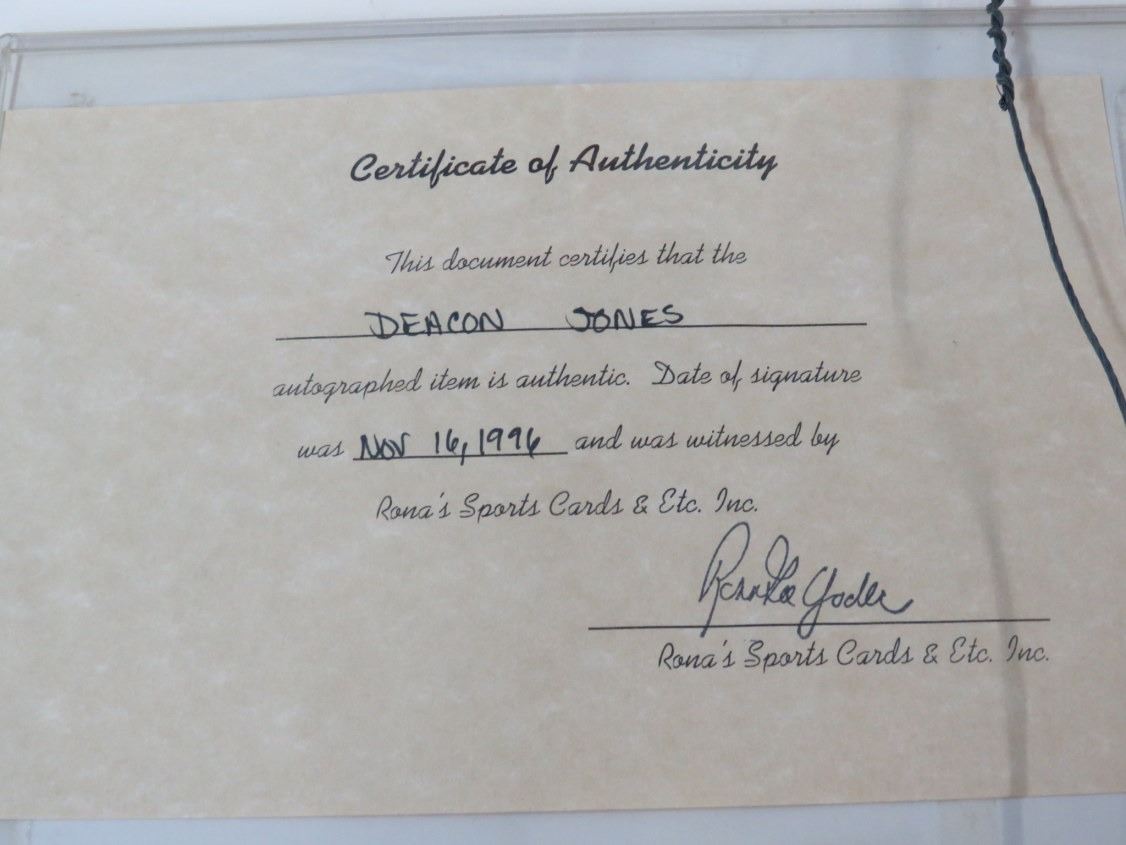 Certificate of Authenticity
This document certifies that the
DEACON JONES
autographed item is authentic. Date of signature
was Nov 16, 1996 and was witnessed by
Rona's Sports Cards & Etc. Inc.
Yoder
Rona's Sports Cards & Etc. Inc.